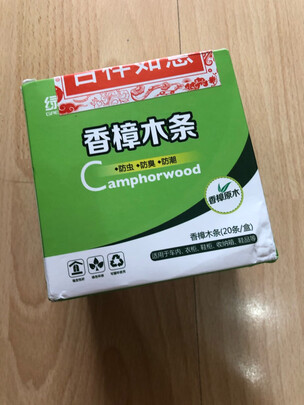 吉祥如意
香樟木条
•防虫 •防臭 •防潮
Camphorwood
香樟原木
香樟木条(20条/盒)
适用于车内、衣柜、鞋柜、收纳箱、鞋品等